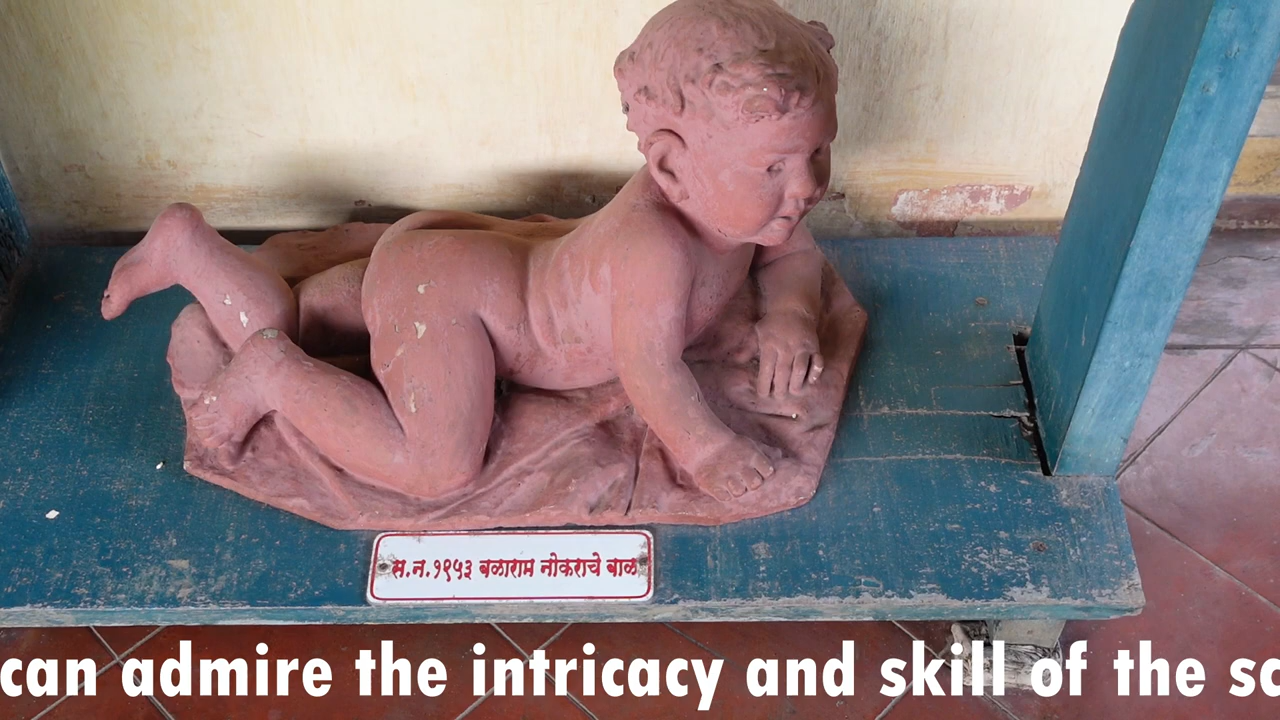 स.न.१९५३ बळाराम नोकराचे बाळ
can admire the intricacy and skill of the sc